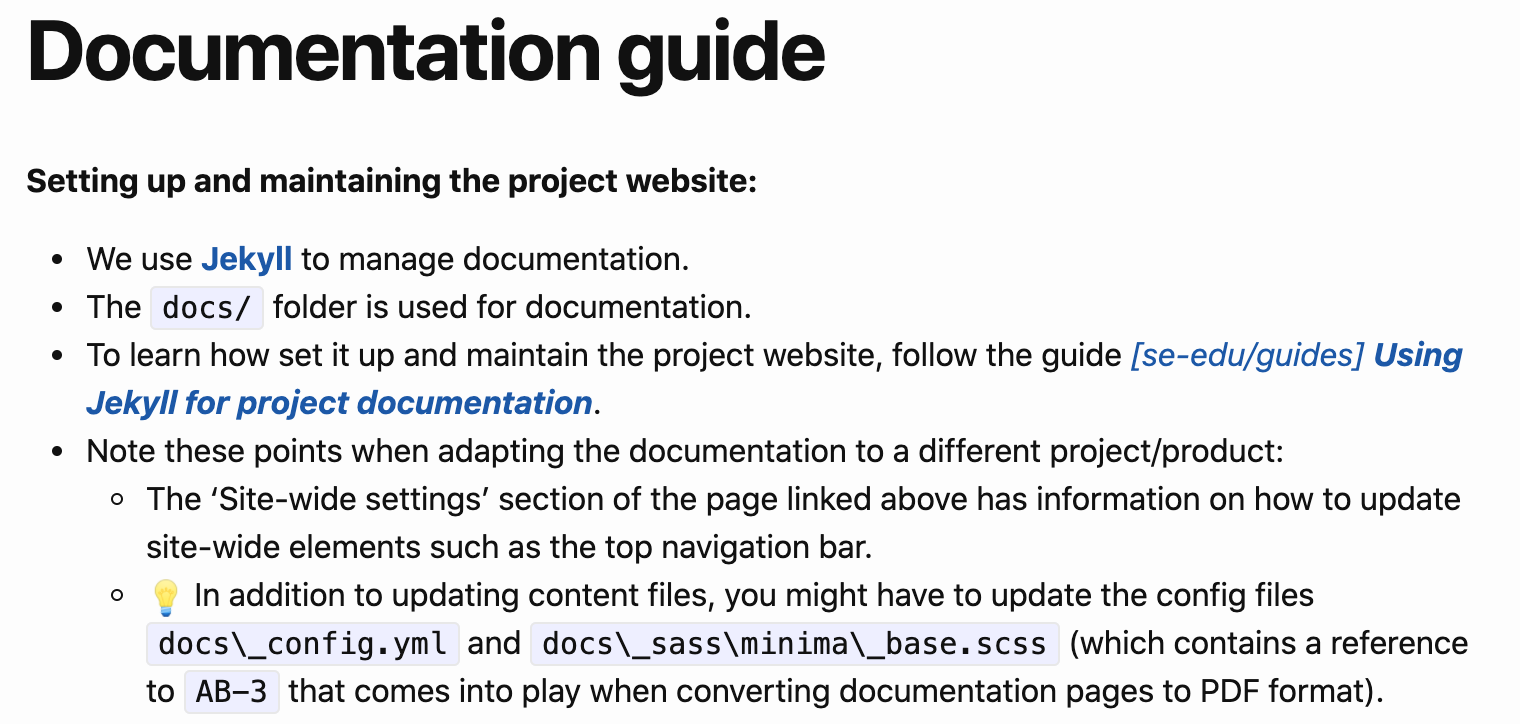 Documentation guide
Setting up and maintaining the project website:
• We use Jekyll to manage documentation.
• The docs/ folder is used for documentation.
• To learn how set it up and maintain the project website, follow the guide [se-edu/guides] Using
Jekyll for project documentation.
• Note these points when adapting the documentation to a different project/product:
◦ The ‘Site-wide settings’ section of the page linked above has information on how to update
site-wide elements such as the top navigation bar.
◦ 💡 In addition to updating content files, you might have to update the config files
docs\_config.yml and docs\_sass\minima\_base.scss (which contains a reference
to AB-3 that comes into play when converting documentation pages to PDF format).